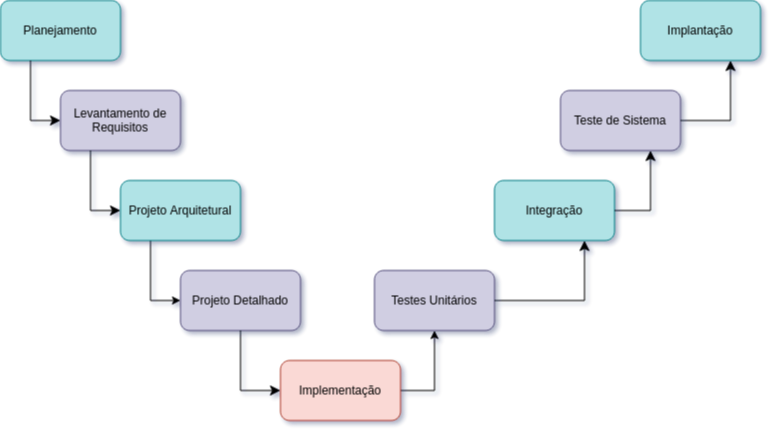 Planejamento
Implantação
Levantamento de
Requisitos
Teste de Sistema
Projeto Arquitetural
Integração
Projeto Detalhado
Testes Unitários
Implementação